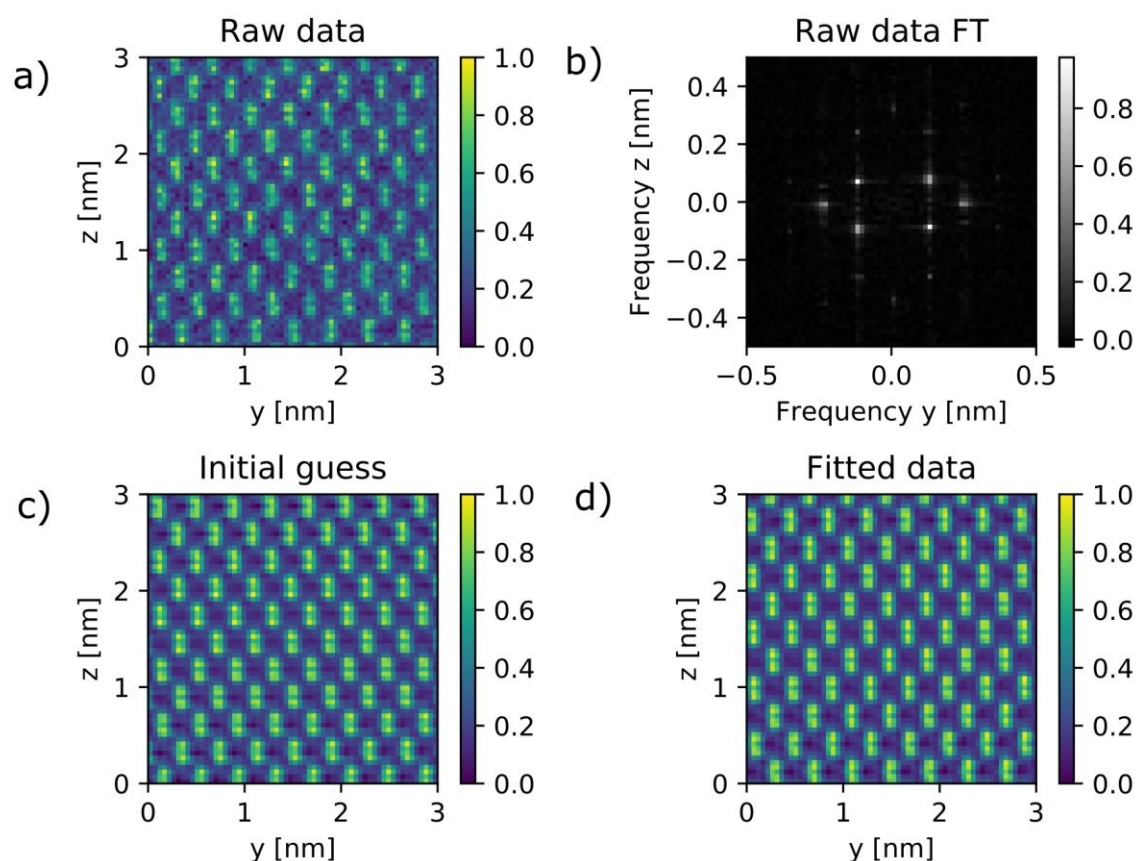 a)
Raw data
z [nm]
3
2
1
0
0 1 2 3
y [nm]
1.0
0.8
0.6
0.4
0.2
0.0
b)
Raw data FT
Frequency z [nm]
0.4
0.2
0.0
−0.2
−0.4
−0.5 0.0 0.5
Frequency y [nm]
0.8
0.6
0.4
0.2
0.0
c)
Initial guess
z [nm]
3
2
1
0
0 1 2 3
y [nm]
1.0
0.8
0.6
0.4
0.2
0.0
d)
Fitted data
z [nm]
3
2
1
0
0 1 2 3
y [nm]
1.0
0.8
0.6
0.4
0.2
0.0